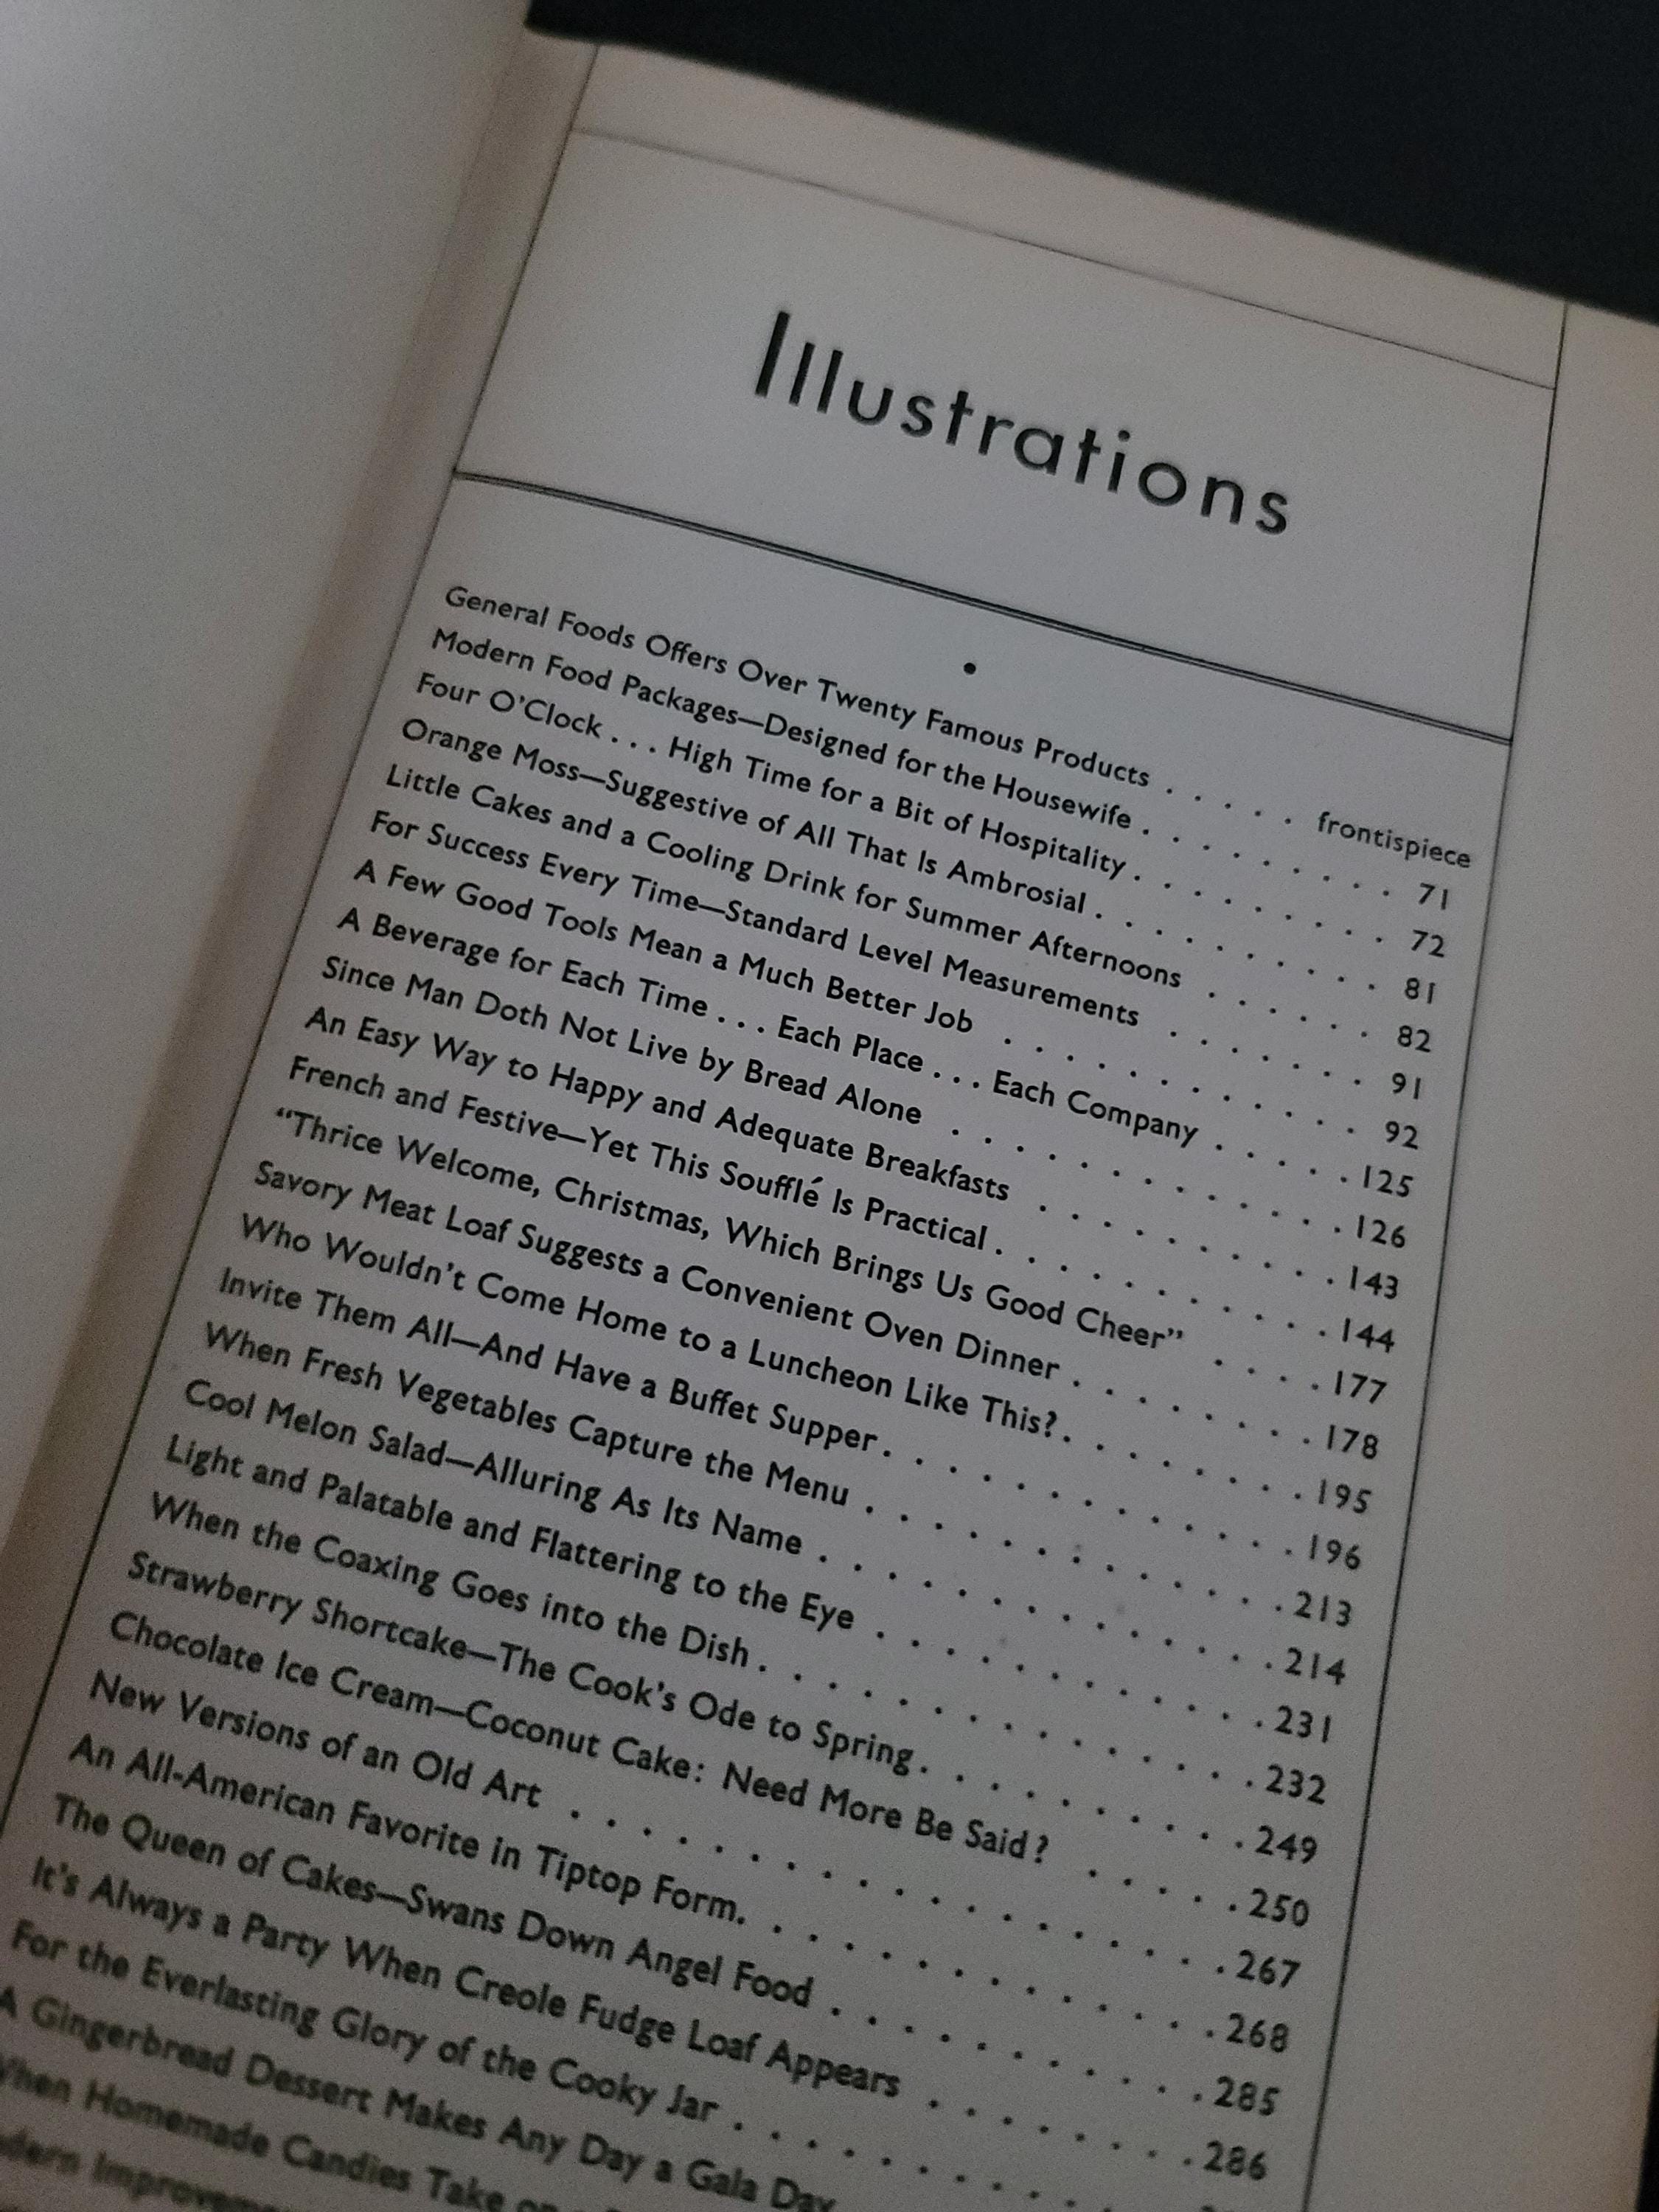 Illustrations
•
General Foods Offers Over Twenty Famous Products . . . . . frontispiece
Modern Food Packages—Designed for the Housewife . . . . . . . . . 71
Four O'Clock . . . High Time for a Bit of Hospitality . . . . . . . . . 72
Orange Moss—Suggestive of All That Is Ambrosial . . . . . . . . . . 81
Little Cakes and a Cooling Drink for Summer Afternoons . . . . . . 82
For Success Every Time—Standard Level Measurements . . . . . . . 91
A Few Good Tools Mean a Much Better Job . . . . . . . . . . . . 92
A Beverage for Each Time . . . Each Place . . . Each Company . . . . . 125
Since Man Doth Not Live by Bread Alone . . . . . . . . . . . . . 126
An Easy Way to Happy and Adequate Breakfasts . . . . . . . . . . 143
French and Festive—Yet This Soufflé Is Practical . . . . . . . . . . . 144
“Thrice Welcome, Christmas, Which Brings Us Good Cheer” . . . . . 177
Savory Meat Loaf Suggests a Convenient Oven Dinner . . . . . . . . 178
Who Wouldn't Come Home to a Luncheon Like This? . . . . . . . . 195
Invite Them All—And Have a Buffet Supper . . . . . . . . . . . . . 196
When Fresh Vegetables Capture the Menu . . . . . . . . . . . . . 213
Cool Melon Salad—Alluring As Its Name . . . . . . . . . . . . . . 214
Light and Palatable and Flattering to the Eye . . . . . . . . . . . . 231
When the Coaxing Goes into the Dish . . . . . . . . . . . . . . . 232
Strawberry Shortcake—The Cook's Ode to Spring . . . . . . . . . . 249
Chocolate Ice Cream—Coconut Cake: Need More Be Said? . . . . . 250
New Versions of an Old Art . . . . . . . . . . . . . . . . . . . 267
An All-American Favorite in Tiptop Form . . . . . . . . . . . . . . 268
The Queen of Cakes—Swans Down Angel Food . . . . . . . . . . . 285
It's Always a Party When Creole Fudge Loaf Appears . . . . . . . . 286
For the Everlasting Glory of the Cooky Jar . . . . . . . .
A Gingerbread Dessert Makes Any Day a Gala Day
When Homemade Candies Take on